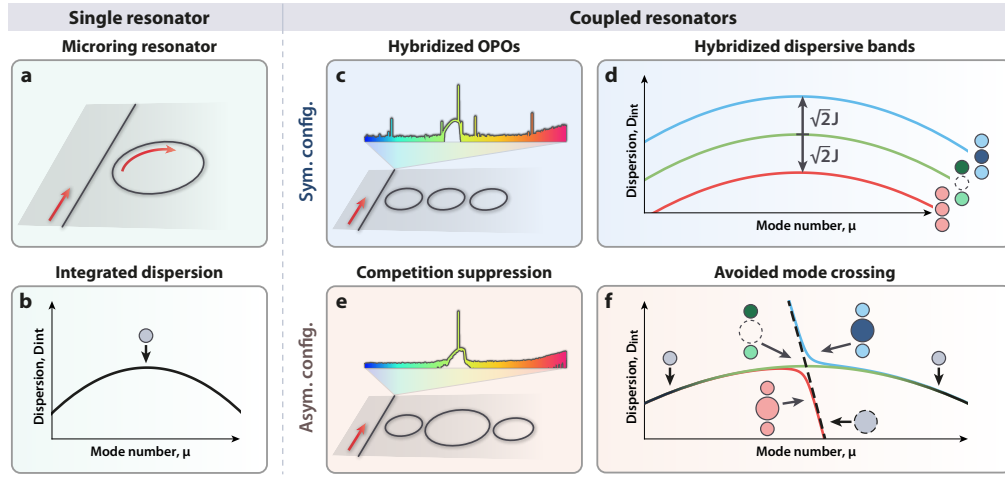 Single resonator
Coupled resonators
Microring resonator
a
Integrated dispersion
b
Dispersion, Dint
Mode number, μ
Sym. config.
Hybridized OPOs
c
Hybridized dispersive bands
d
Dispersion, Dint
√2J
√2J
Mode number, μ
Asym. config.
Competition suppression
e
Avoided mode crossing
f
Dispersion, Dint
Mode number, μ